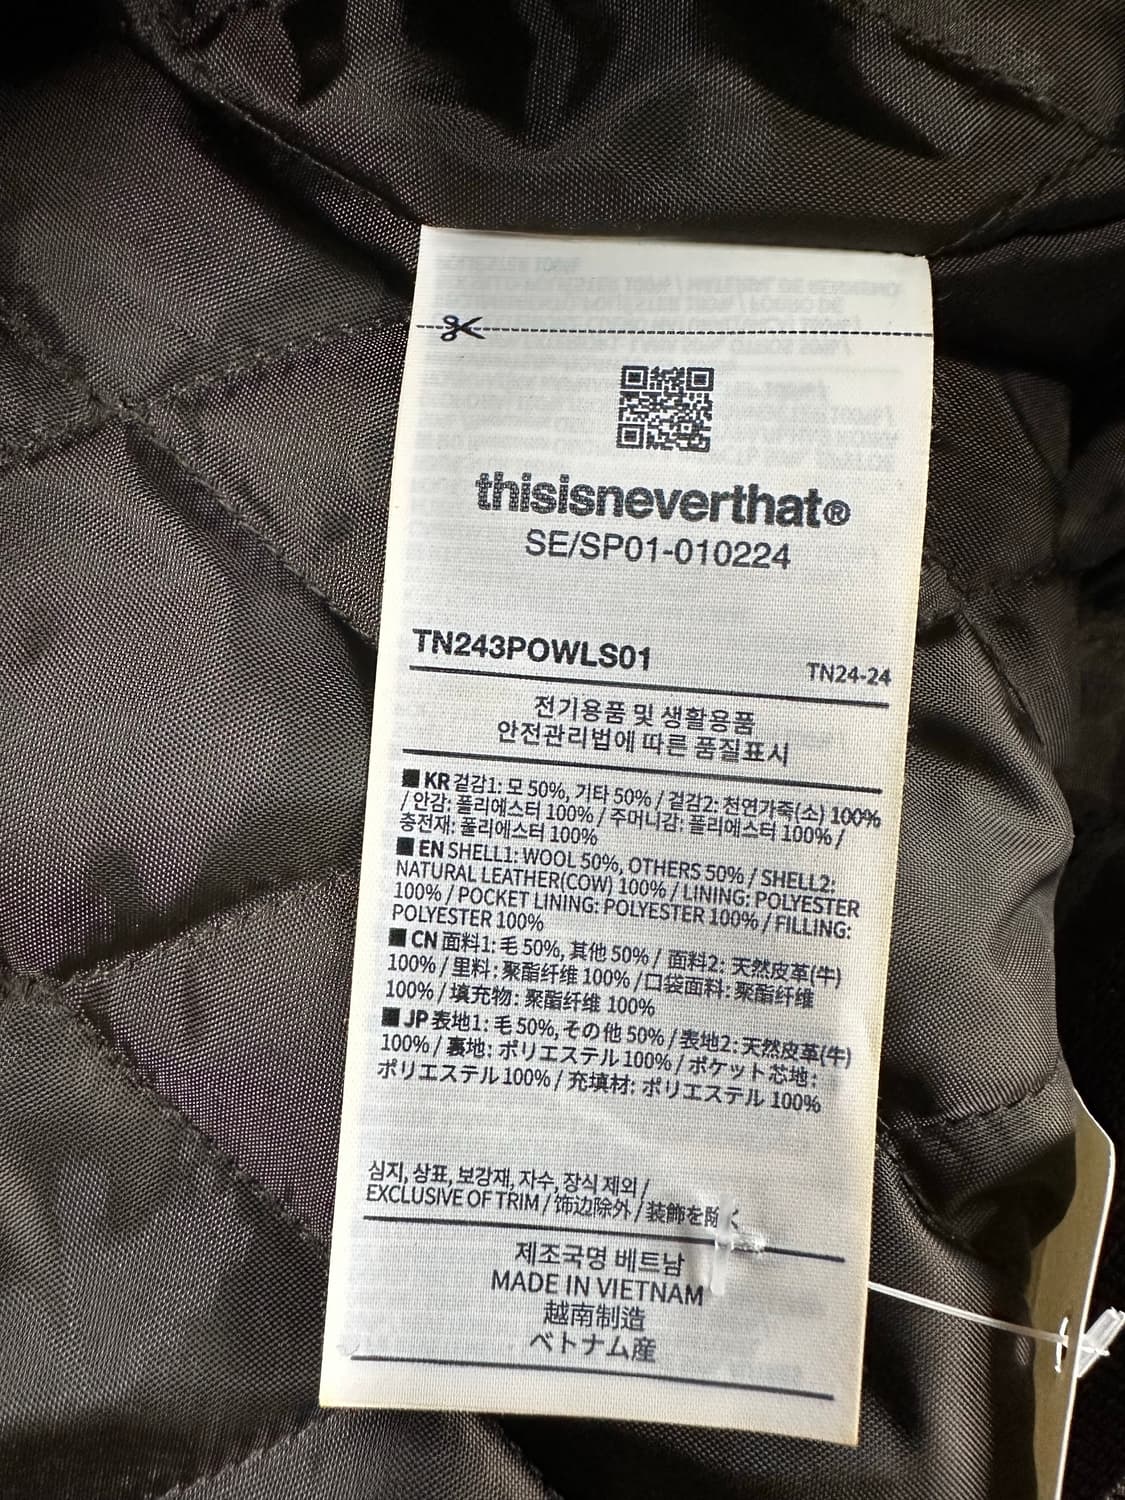 thisisneverthat®
SE/SP01-010224
TN243POWLS01
TN24-24
전기용품 및 생활용품
안전관리법에 따른 품질표시
■ KR 겉감1: 모 50%, 기타 50% / 겉감2: 천연가죽(소) 100%
/ 안감: 폴리에스터 100% / 주머니감: 폴리에스터 100% /
충전재: 폴리에스터 100%
■ EN SHELL1: WOOL 50%, OTHERS 50% / SHELL2:
NATURAL LEATHER(COW) 100% / LINING: POLYESTER
100% / POCKET LINING: POLYESTER 100% / FILLING:
POLYESTER 100%
■ CN 面料1: 毛 50%, 其他 50% / 面料2: 天然皮革(牛)
100% / 里料: 聚酯纤维 100% / 口袋面料: 聚酯纤维
100% / 填充物: 聚酯纤维 100%
■ JP 表地1: 毛 50%, その他 50% / 表地2: 天然皮革(牛)
100% / 裏地: ポリエステル 100% / ポケット芯地:
ポリエステル 100% / 充填材: ポリエステル 100%
심지, 상표, 보강재, 자수, 장식 제외 /
EXCLUSIVE OF TRIM / 饰边除外 / 装飾を除く
제조국명 베트남
MADE IN VIETNAM
越南制造
ベトナム産